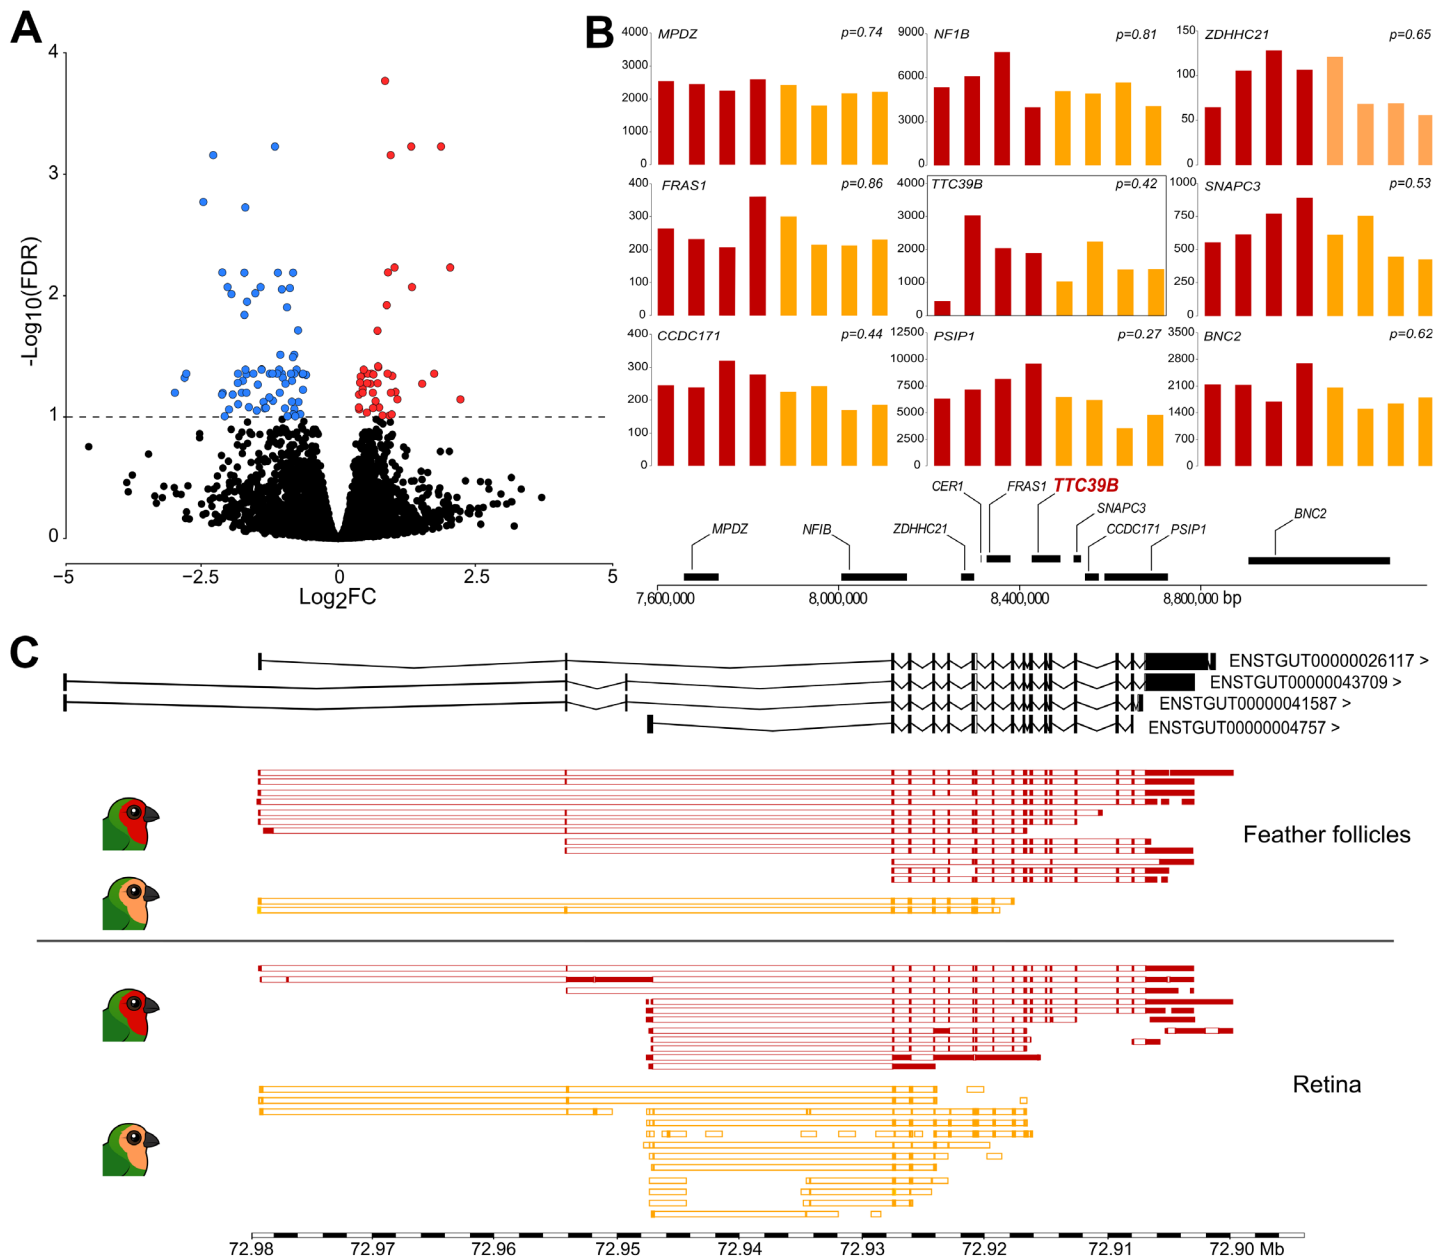 A
-Log10(FDR)
4
3
2
1
0
−5
−2.5
0
2.5
5
Log2FC
B
MPDZ
p=0.74
4000
3000
2000
1000
0
NF1B
p=0.81
9000
6000
3000
0
ZDHHC21
p=0.65
150
100
50
0
FRAS1
p=0.86
400
300
200
100
0
TTC39B
p=0.42
4000
3000
2000
1000
0
SNAPC3
p=0.53
1000
750
500
250
0
CCDC171
p=0.44
400
300
200
100
0
PSIP1
p=0.27
12500
10000
7500
5000
2500
0
BNC2
p=0.62
3500
2800
2100
1400
700
0
CER1
FRAS1
TTC39B
SNAPC3
MPDZ
NFIB
ZDHHC21
CCDC171
PSIP1
BNC2
7,600,000
8,000,000
8,400,000
8,800,000 bp
C
ENSTGUT00000026117 >
ENSTGUT00000043709 >
ENSTGUT00000041587 >
ENSTGUT00000004757 >
Feather follicles
Retina
72.98
72.97
72.96
72.95
72.94
72.93
72.92
72.91
72.90 Mb